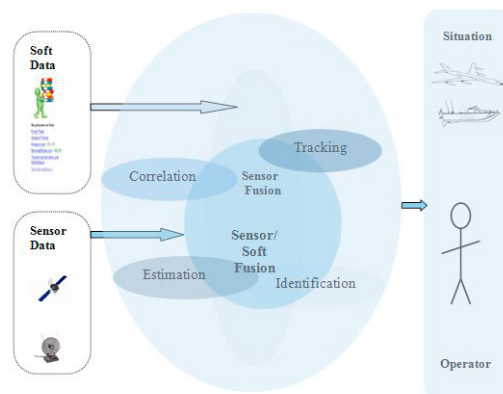 Soft
Data
Sensor
Data
Correlation
Tracking
Sensor
Fusion
Sensor/
Soft
Fusion
Estimation
Identification
Situation
Operator